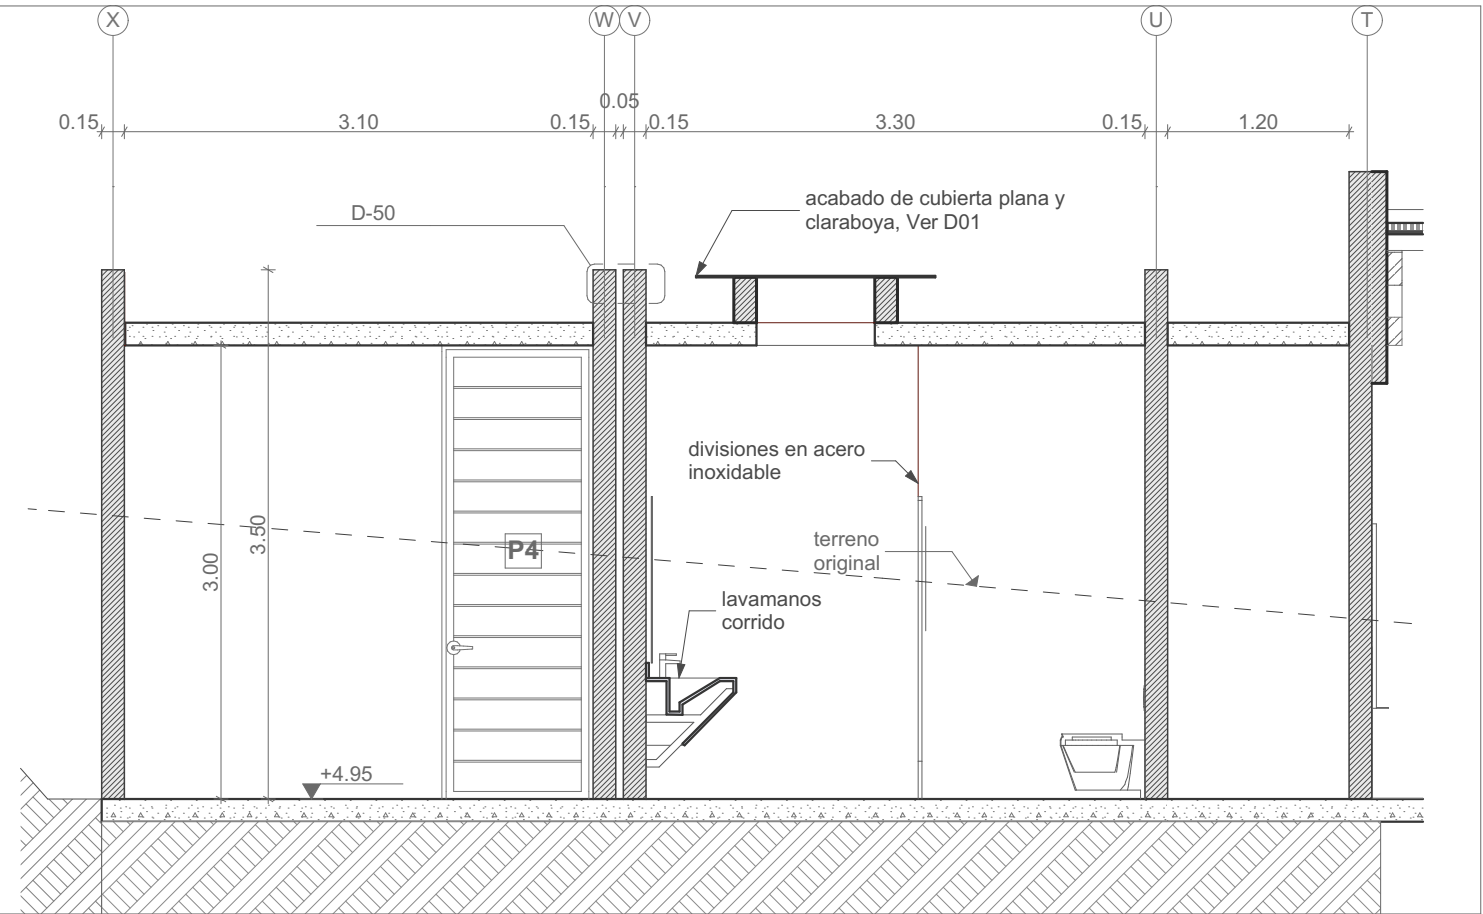 X
W
V
U
T
0.05
0.15
3.10
0.15
0.15
3.30
0.15
1.20
acabado de cubierta plana y
claraboya, Ver D01
D-50
divisiones en acero
inoxidable
3.50
3.00
P4
terreno
original
lavamanos
corrido
+4.95